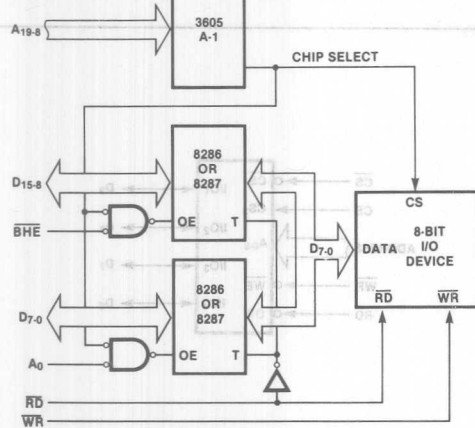 3605
A-1
A19-8
CHIP SELECT
8286
OR
8287
D15-8
OE
T
BHE
CS
8-BIT
I/O
DEVICE
DATA
RD
WR
D7-0
8286
OR
8287
D7-0
OE
T
A0
RD
WR